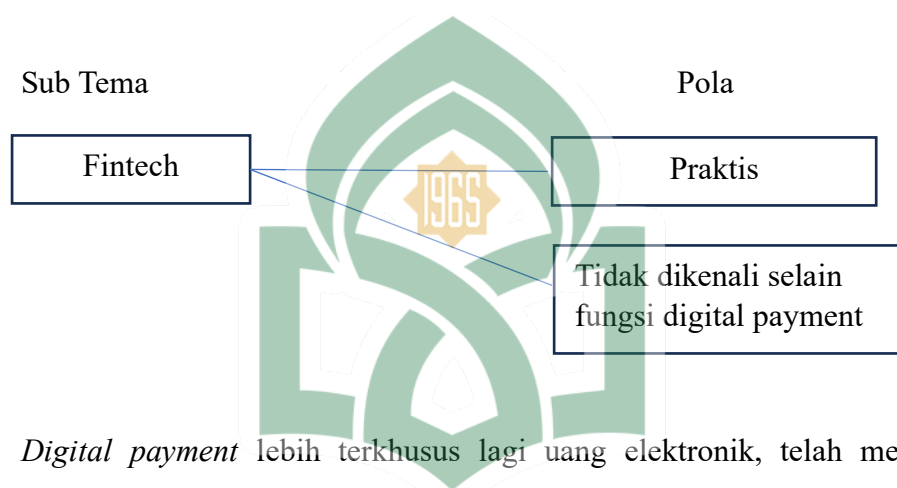 Sub Tema Pola
Fintech Praktis
1965
Tidak dikenali selain
fungsi digital payment
Digital payment lebih terkhusus lagi uang elektronik, telah me